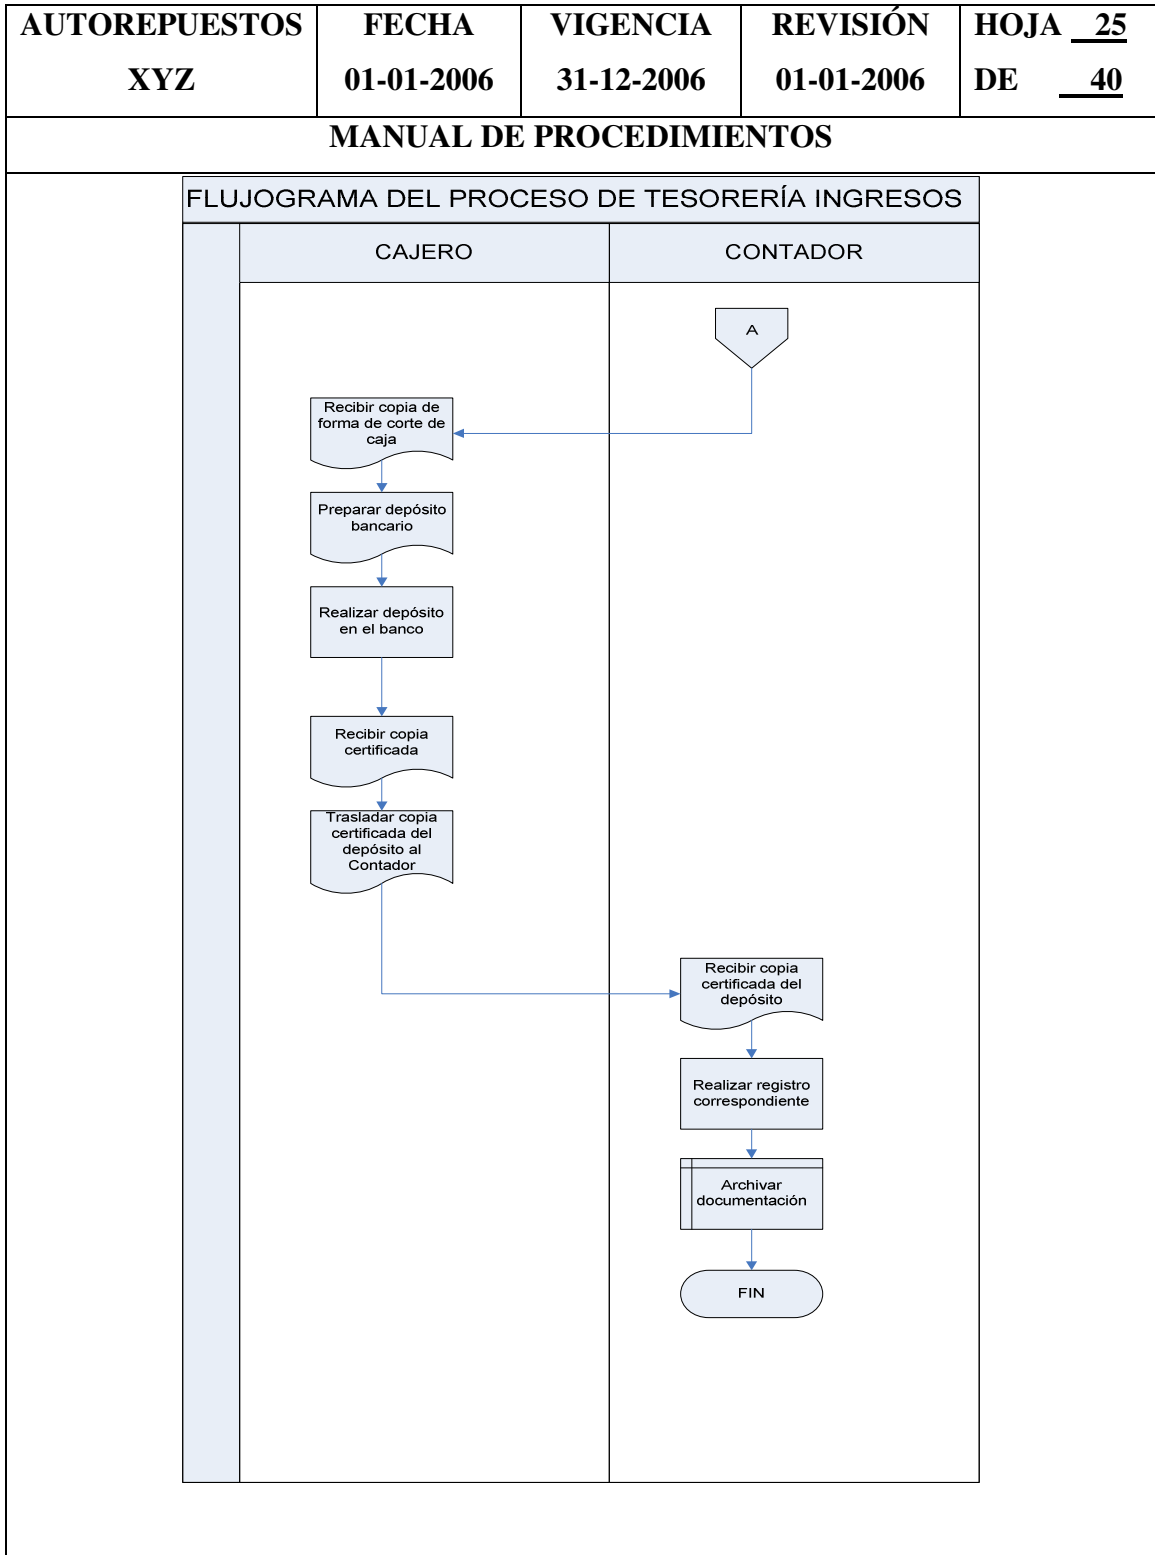 AUTOREPUESTOS FECHA VIGENCIA REVISIÓN HOJA 25
XYZ 01-01-2006 31-12-2006 01-01-2006 DE 40
MANUAL DE PROCEDIMIENTOS
FLUJOGRAMA DEL PROCESO DE TESORERÍA INGRESOS
CAJERO CONTADOR
A
Recibir copia de
forma de corte de
caja
Preparar depósito
bancario
Realizar depósito
en el banco
Recibir copia
certificada
Trasladar copia
certificada del
depósito al
Contador
Recibir copia
certificada del
depósito
Realizar registro
correspondiente
Archivar
documentación
FIN